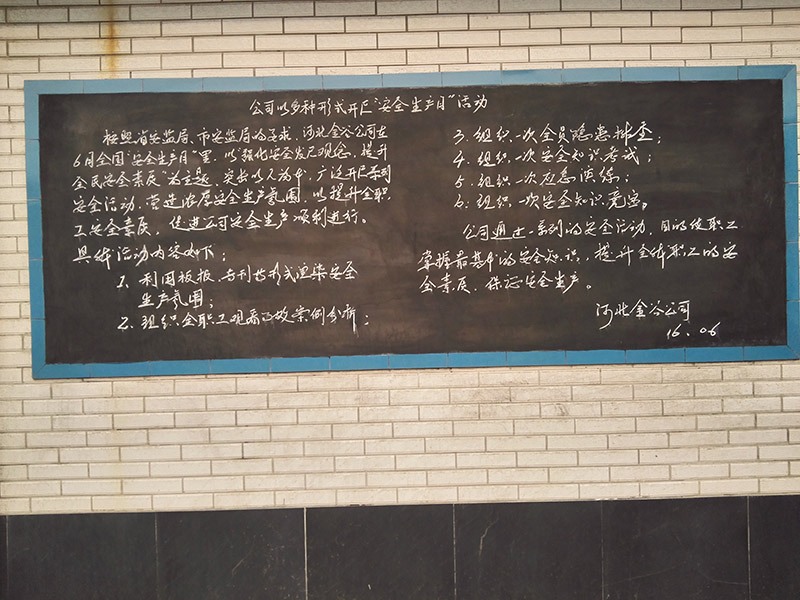 公司以多种形式开展“安全生产月”活动
按照省安监局、市安监局的要求，河北金谷公司在
6月全国“安全生产月”里，以“强化安全发展观念，提升
全民安全素质”为主题，突出以人为本，广泛开展系列
安全活动，营造浓厚安全生产氛围，以提升全职
工安全素质，促进公司安全生产顺利进行。
具体活动内容如下：
1、利用板报、专刊等形式渲染安全
生产氛围；
2、组织全职工观看事故案例分析；
3、组织一次全员隐患排查；
4、组织一次安全知识考试；
5、组织一次应急演练；
6、组织一次安全知识竞赛。
公司通过一系列的安全活动，目的使职工
掌握最基本的安全知识，提升全体职工的安
全素质，保证安全生产。
河北金谷公司
16.06